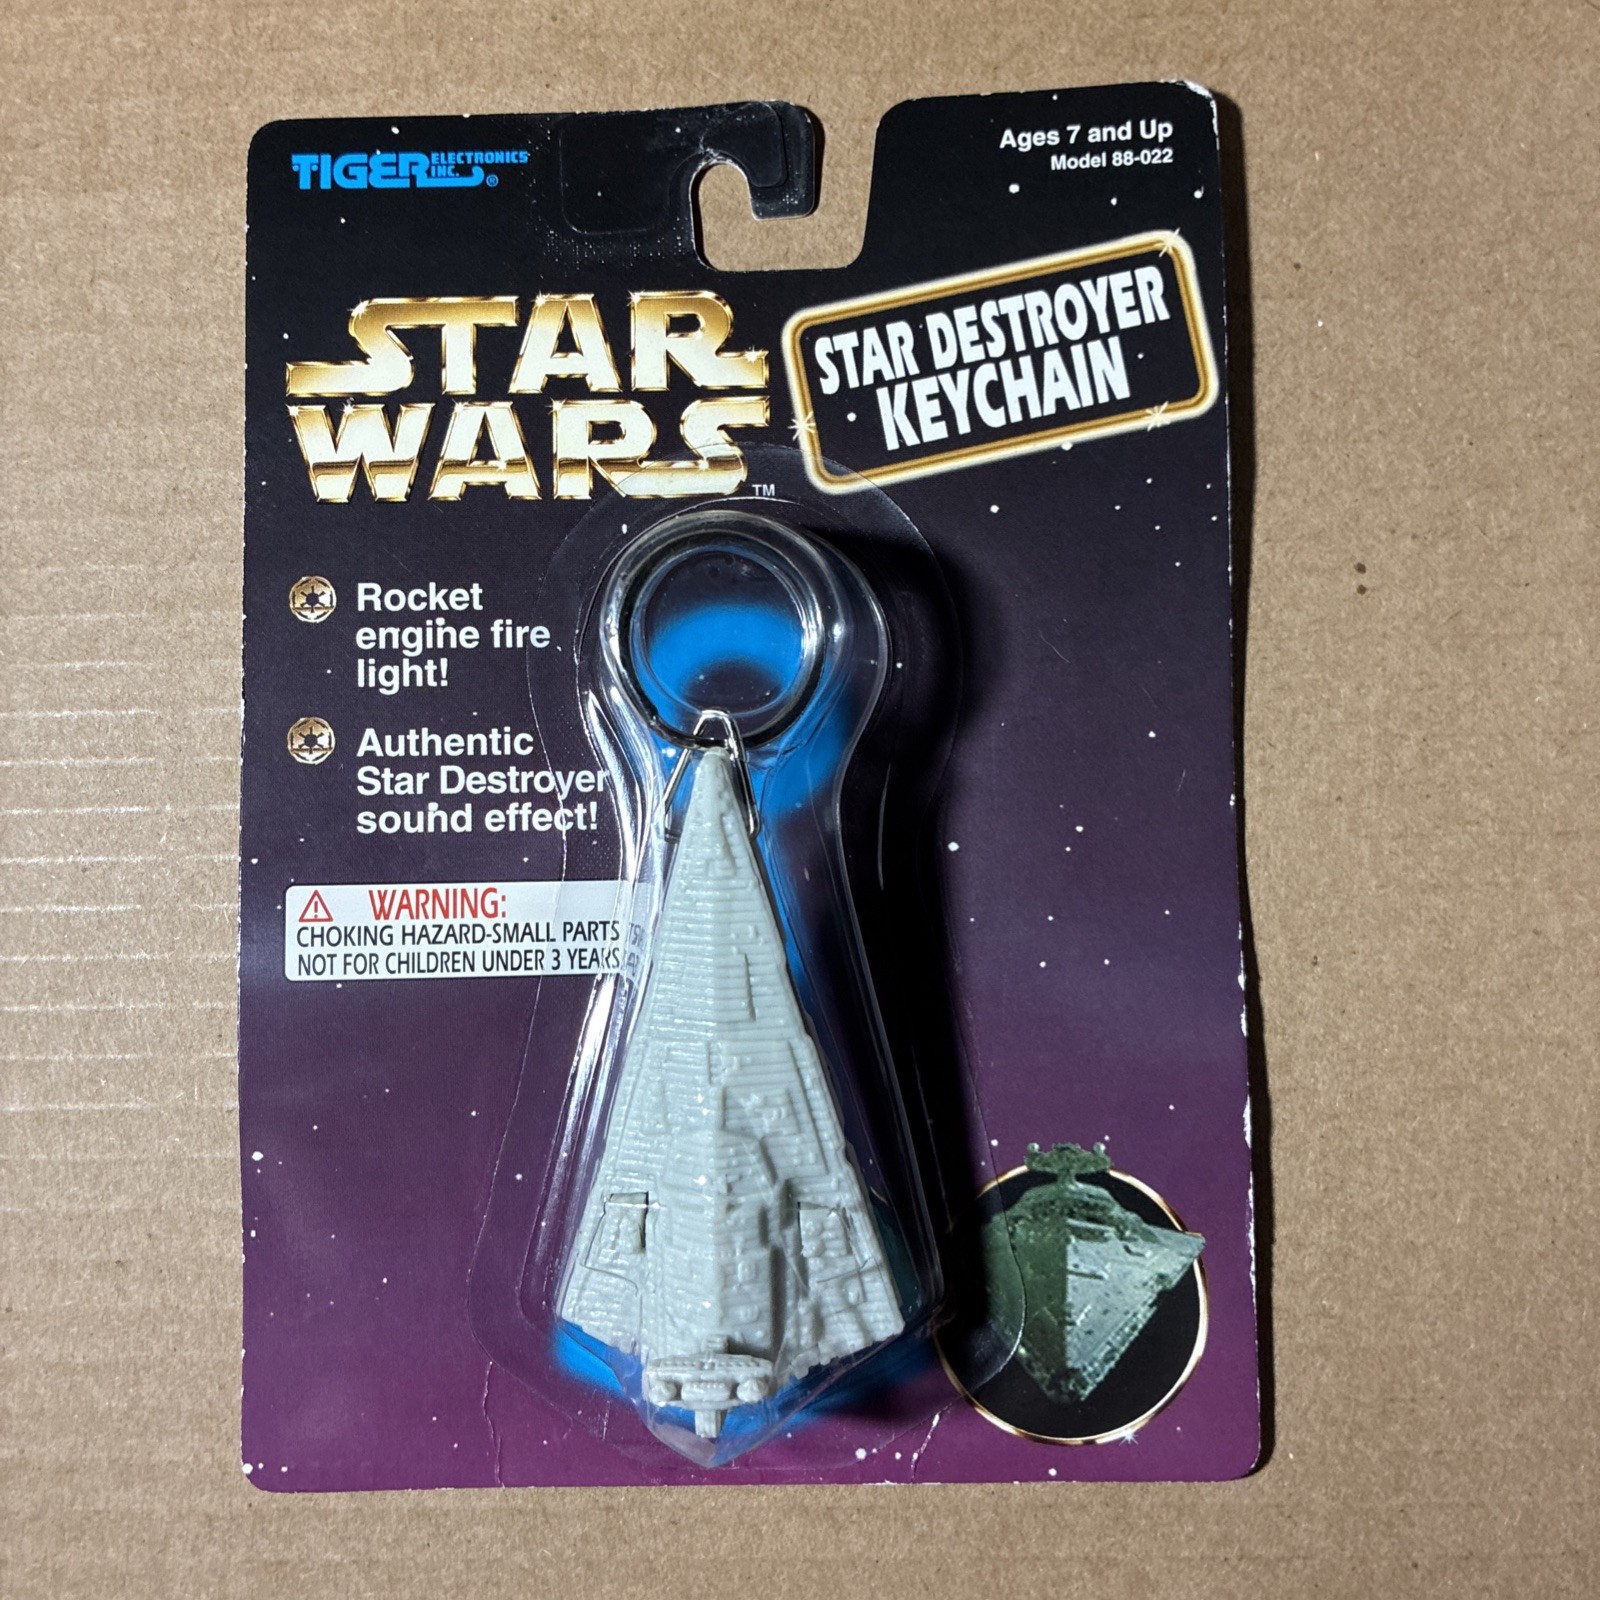 TIGER ELECTRONICS INC.®
Ages 7 and Up
Model 88-022
STAR
WARS
TM
STAR DESTROYER
KEYCHAIN
Rocket
engine fire
light!
Authentic
Star Destroyer
sound effect!
WARNING:
CHOKING HAZARD-SMALL PARTS
NOT FOR CHILDREN UNDER 3 YEARS